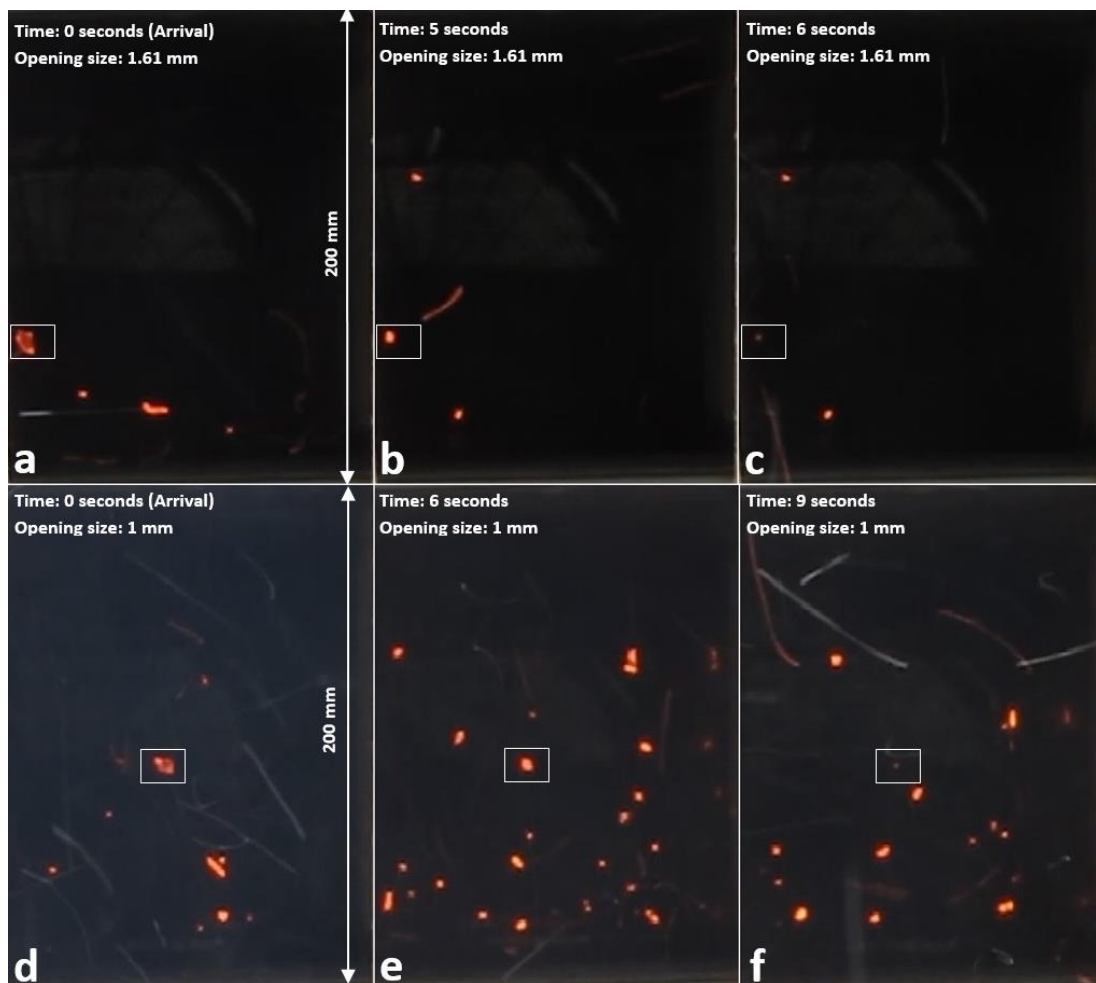 Time: 0 seconds (Arrival)
Opening size: 1.61 mm
200 mm
a
Time: 5 seconds
Opening size: 1.61 mm
b
Time: 6 seconds
Opening size: 1.61 mm
c
Time: 0 seconds (Arrival)
Opening size: 1 mm
200 mm
d
Time: 6 seconds
Opening size: 1 mm
e
Time: 9 seconds
Opening size: 1 mm
f